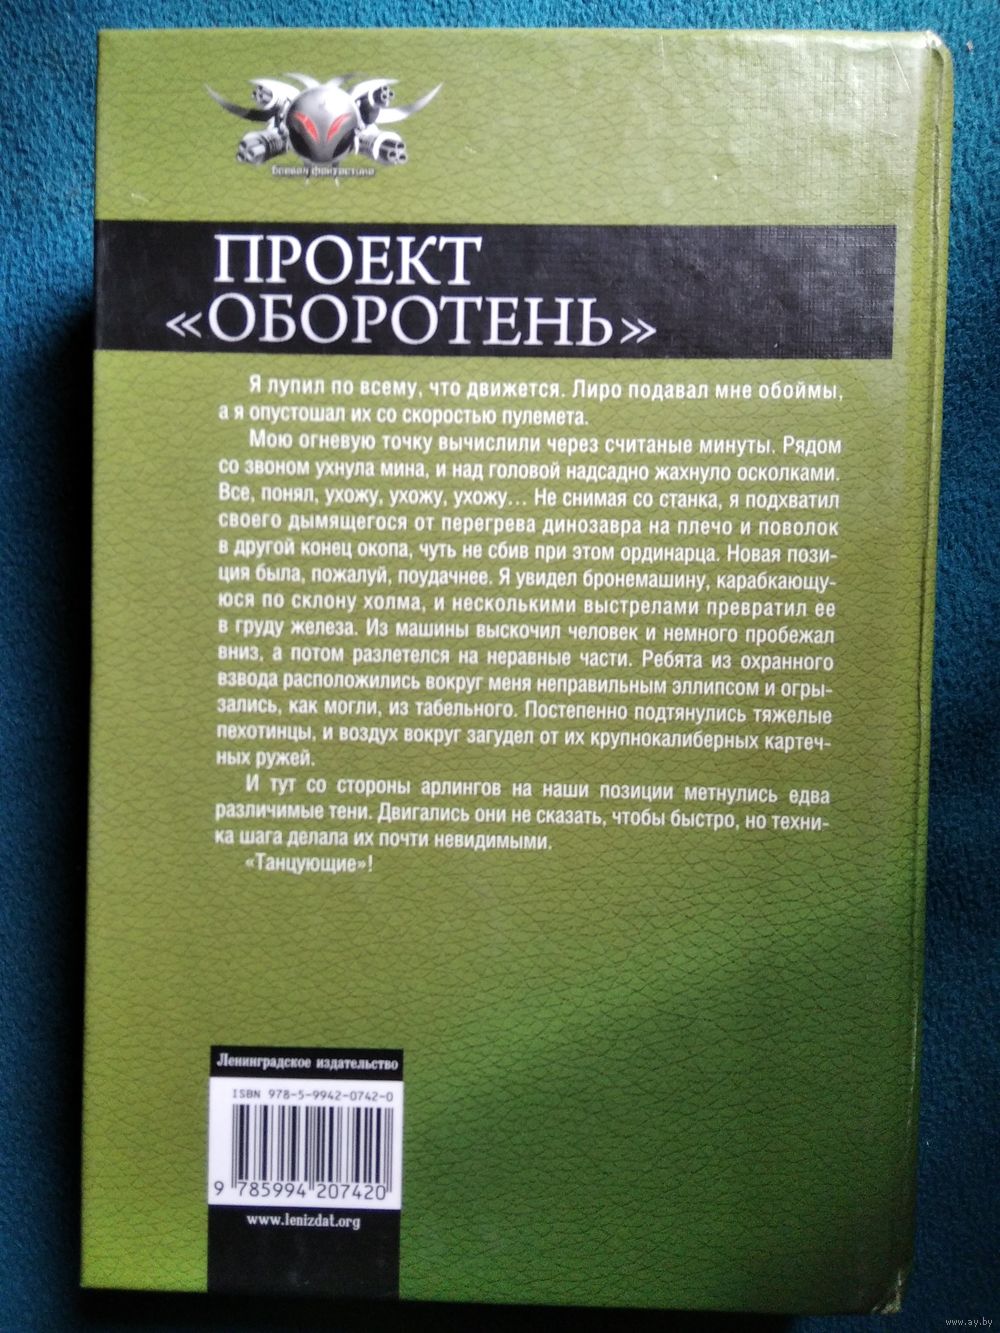 Боевая фантастика
ПРОЕКТ
«ОБОРОТЕНЬ»
Я лупил по всему, что движется. Лиро подавал мне обоймы,
а я опустошал их со скоростью пулемета.
Мою огневую точку вычислили через считаные минуты. Рядом
со звоном ухнула мина, и над головой надсадно жахнуло осколками.
Все, понял, ухожу, ухожу, ухожу... Не снимая со станка, я подхватил
своего дымящегося от перегрева динозавра на плечо и поволок
в другой конец окопа, чуть не сбив при этом ординарца. Новая пози-
ция была, пожалуй, поудачнее. Я увидел бронемашину, карабкающу-
юся по склону холма, и несколькими выстрелами превратил ее
в груду железа. Из машины выскочил человек и немного пробежал
вниз, а потом разлетелся на неравные части. Ребята из охранного
взвода расположились вокруг меня неправильным эллипсом и огры-
зались, как могли, из табельного. Постепенно подтянулись тяжелые
пехотинцы, и воздух вокруг загудел от их крупнокалиберных картеч-
ных ружей.
И тут со стороны арлингов на наши позиции метнулись едва
различимые тени. Двигались они не сказать, чтобы быстро, но техни-
ка шага делала их почти невидимыми.
«Танцующие»!
Ленинградское издательство
ISBN 978-5-9942-0742-0
9 785994 207420
www.lenizdat.org
www.ay.by